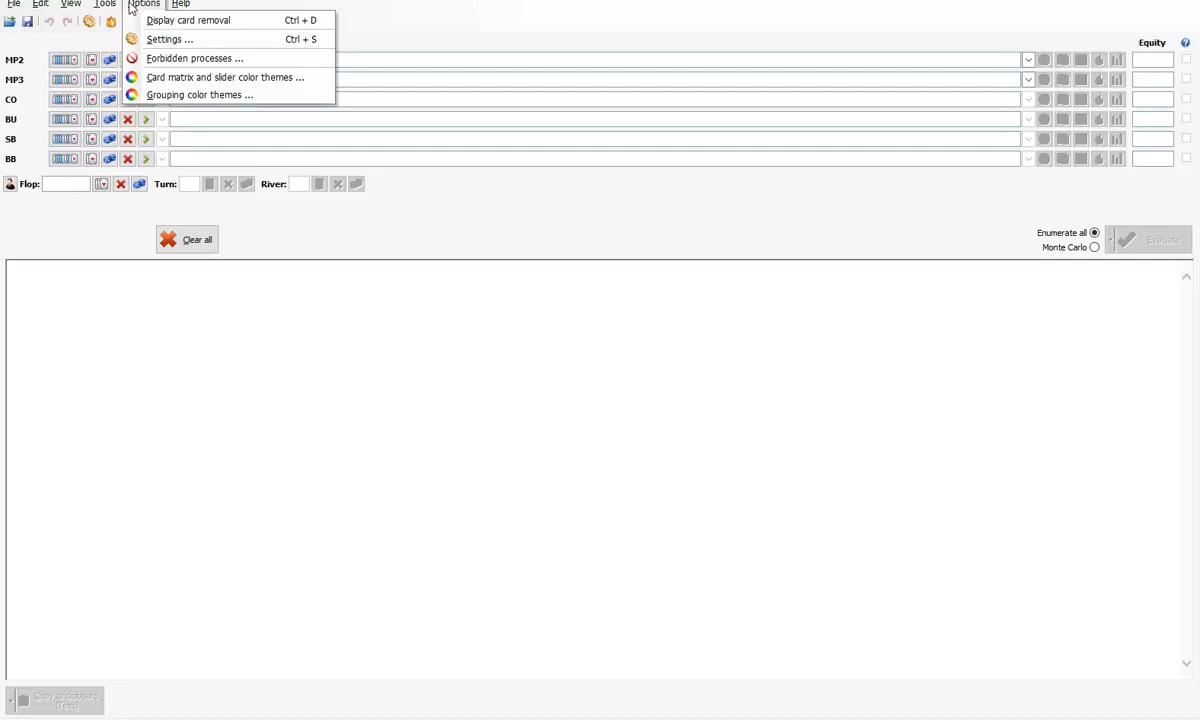 File Edit View Tools Options Help
Display card removal Ctrl + D
Settings ... Ctrl + S
Forbidden processes ...
Card matrix and slider color themes ...
Grouping color themes ...
Equity
MP2
MP3
CO
BU
SB
BB
Flop: Turn: River:
Clear all
Enumerate all
Monte Carlo
Evaluate
Copy to clipboard
(Text)